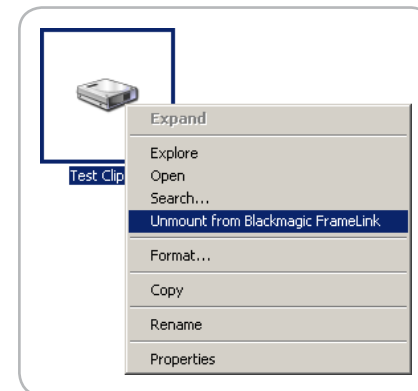 Test Clip
Expand
Explore
Open
Search...
Unmount from Blackmagic FrameLink
Format...
Copy
Rename
Properties